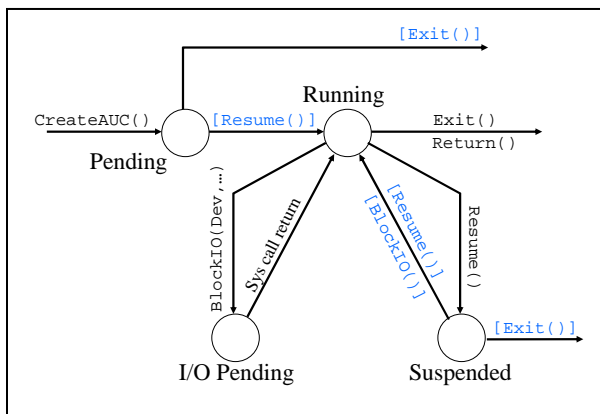 [Exit()]
Running
CreateAUC()
[Resume()]
Exit()
Return()
Pending
BlockIO(Dev,…)
Sys call return
[Resume()]
[BlockIO()]
Resume()
[Exit()]
I/O Pending
Suspended